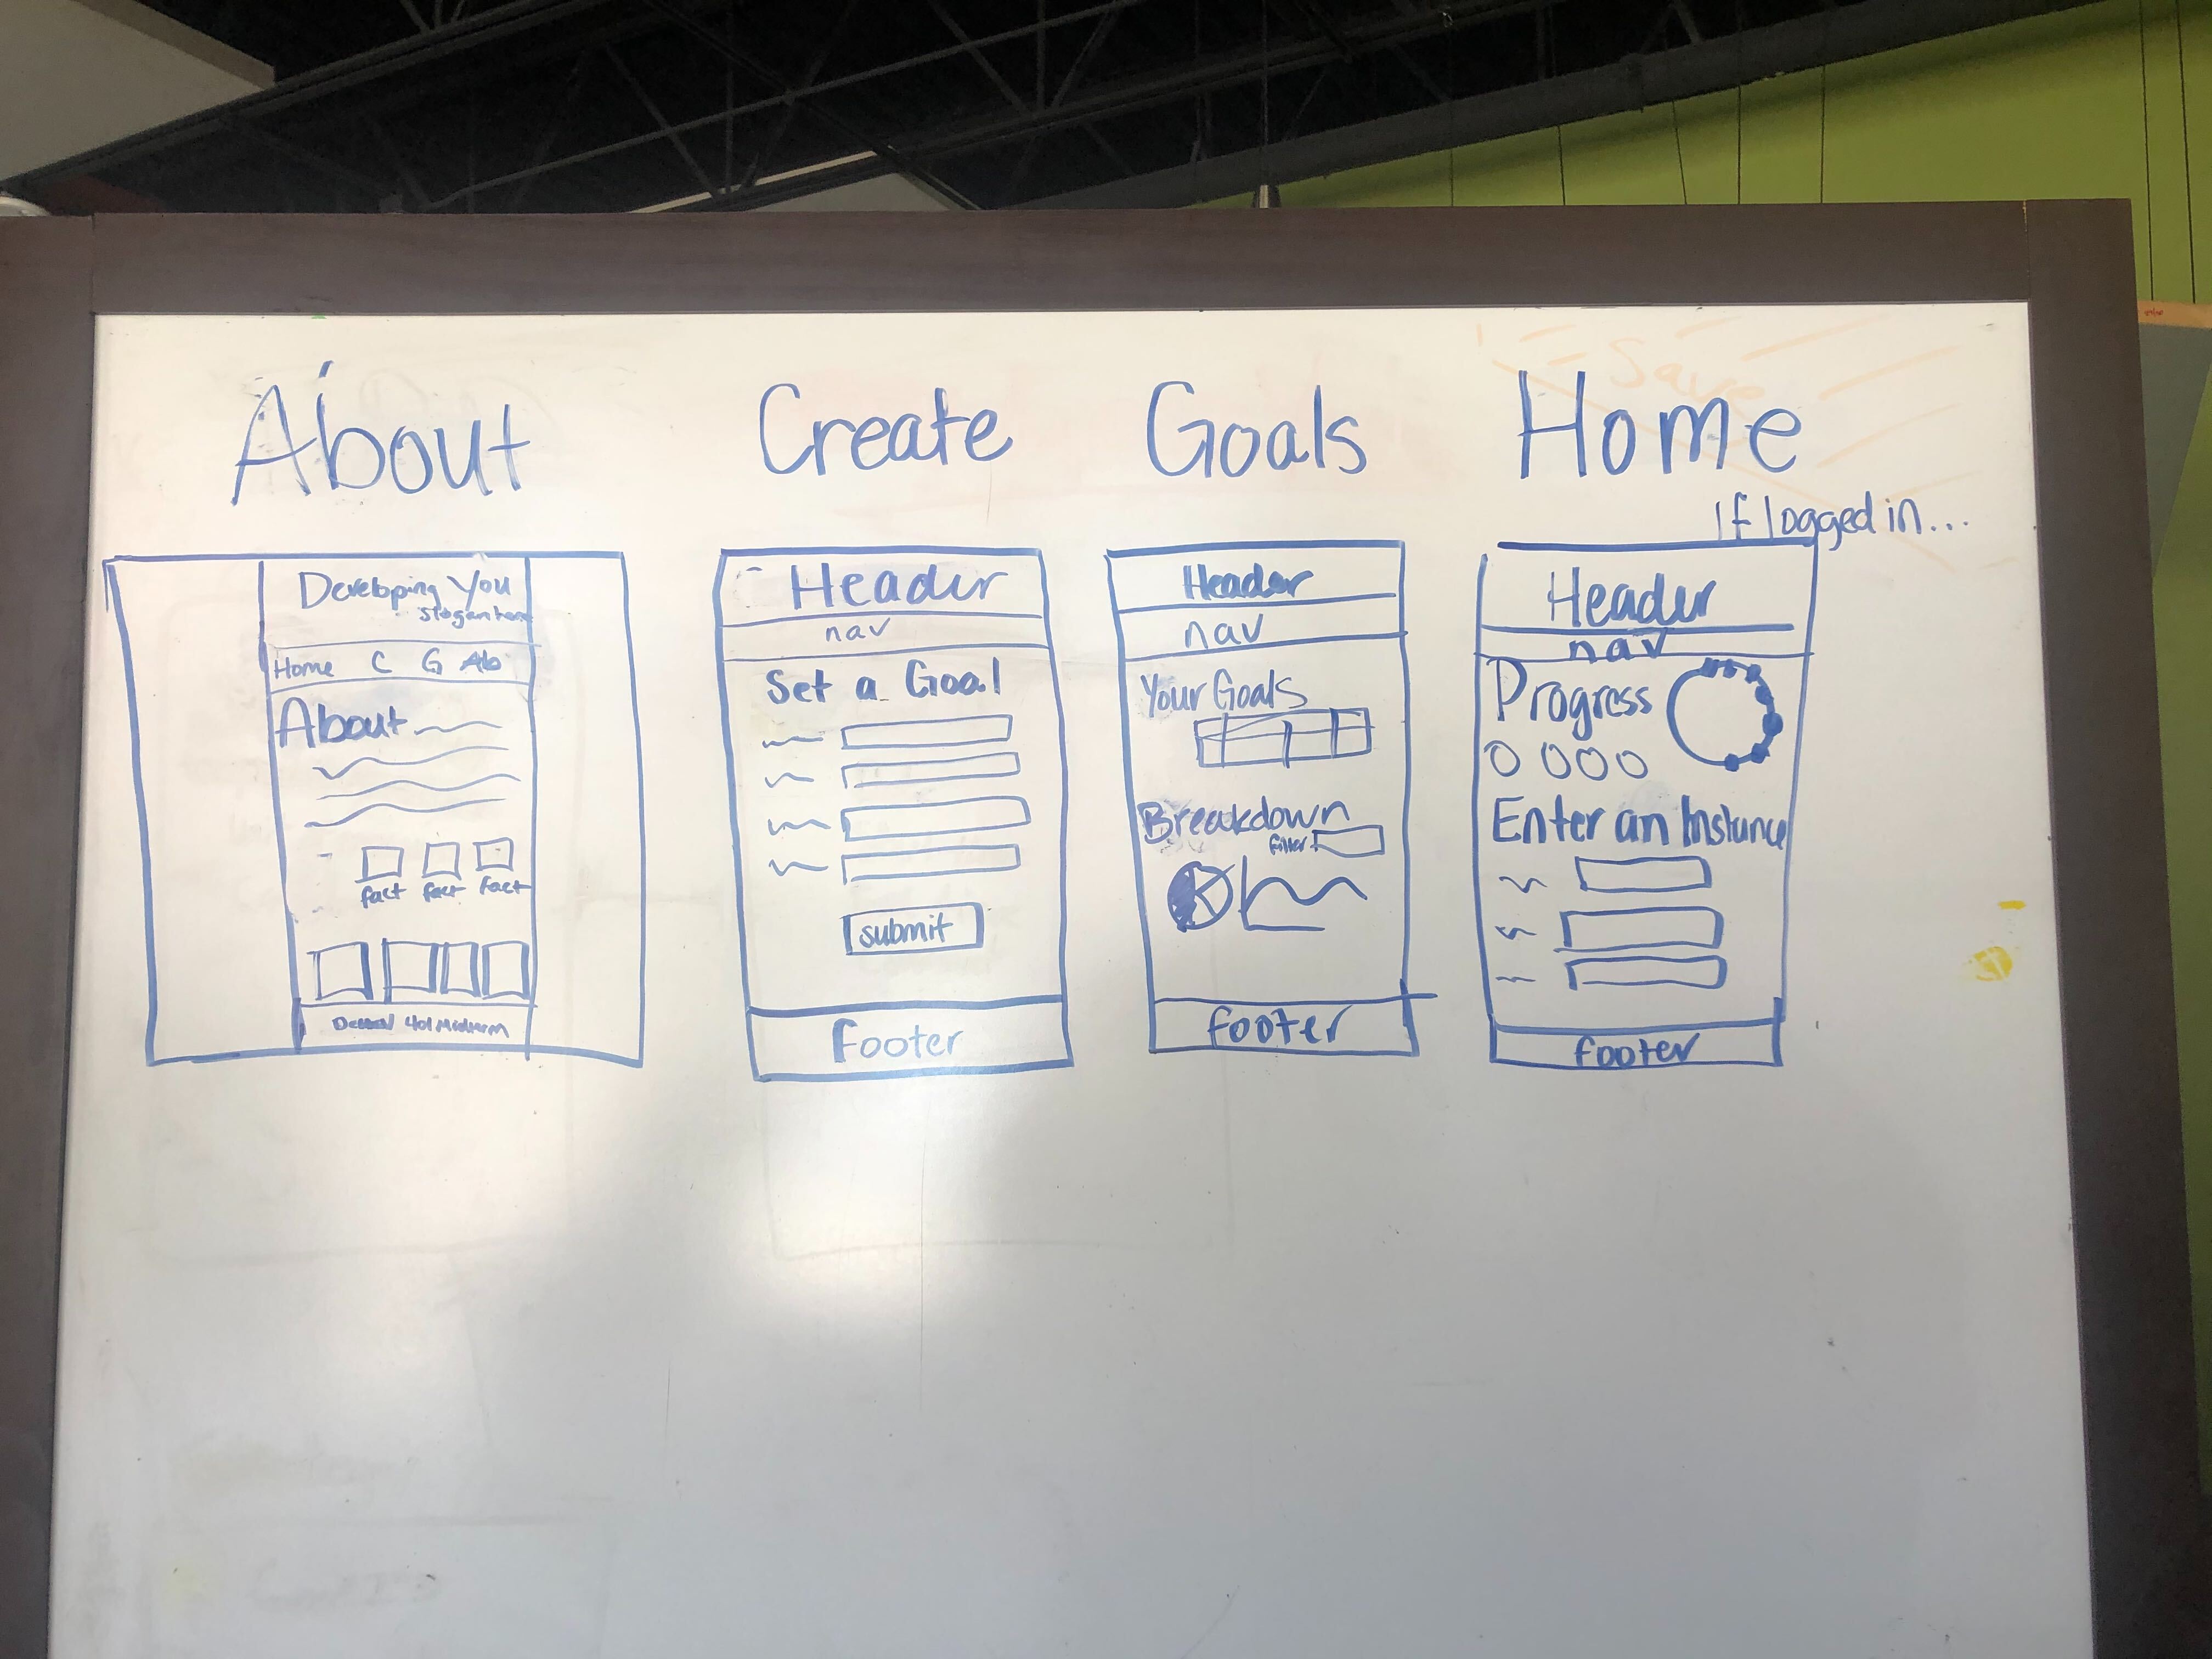 About
Developing You
Slogan here
Home C G Ab
About
fact fact fact
401 Midterm
Create
Header
nav
Set a Goal
submit
Footer
Goals
Header
nav
Your Goals
Breakdown
filter
footer
Save
Home
If logged in...
Header
nav
Progress
Enter an Instance
footer